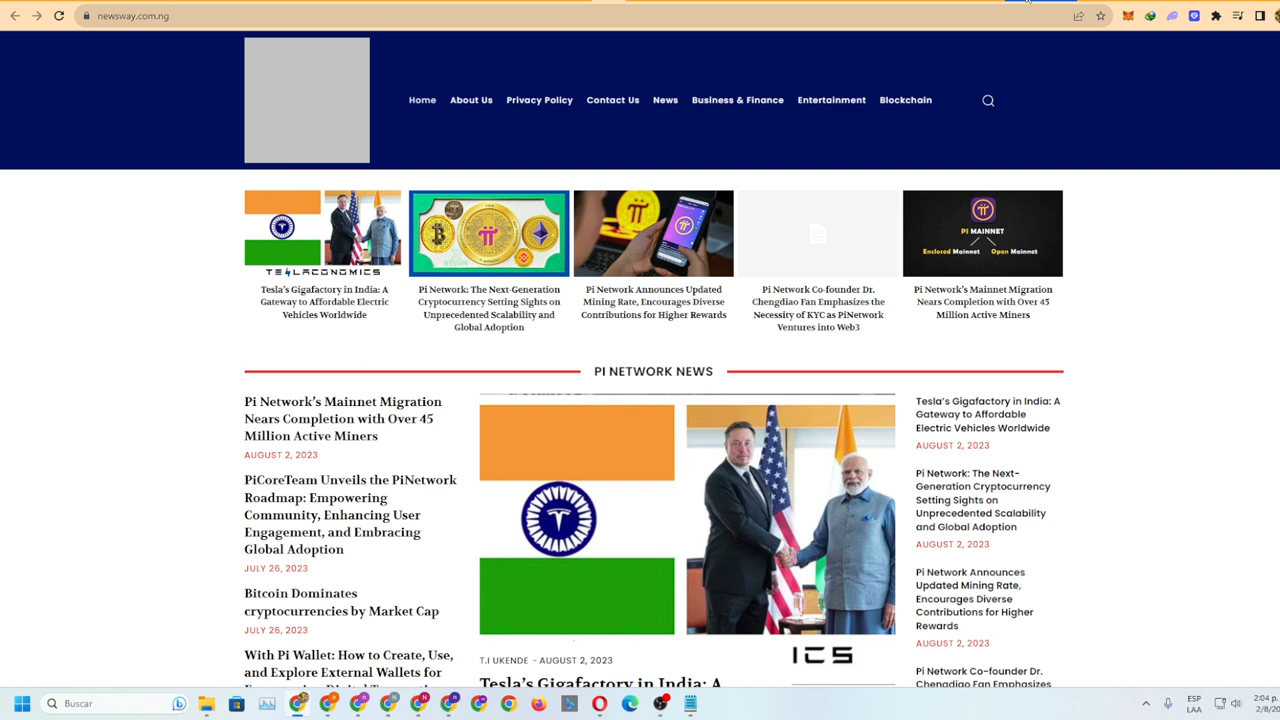 newsway.com.ng
Home
About Us
Privacy Policy
Contact Us
News
Business & Finance
Entertainment
Blockchain
TESLACONOMICS
PI MAINNET
Enclored Mainnet
Open Mainnet
Tesla’s Gigafactory in India: A
Gateway to Affordable Electric
Vehicles Worldwide
Pi Network: The Next-Generation
Cryptocurrency Setting Sights on
Unprecedented Scalability and
Global Adoption
Pi Network Announces Updated
Mining Rate, Encourages Diverse
Contributions for Higher Rewards
Pi Network Co-founder Dr.
Chengdiao Fan Emphasizes the
Necessity of KYC as PiNetwork
Ventures into Web3
Pi Network’s Mainnet Migration
Nears Completion with Over 45
Million Active Miners
PI NETWORK NEWS
Pi Network’s Mainnet Migration
Nears Completion with Over 45
Million Active Miners
AUGUST 2, 2023
PiCoreTeam Unveils the PiNetwork
Roadmap: Empowering
Community, Enhancing User
Engagement, and Embracing
Global Adoption
JULY 26, 2023
Bitcoin Dominates
cryptocurrencies by Market Cap
JULY 26, 2023
With Pi Wallet: How to Create, Use,
and Explore External Wallets for
ICS
T.I UKENDE - AUGUST 2, 2023
Tesla’s Gigafactory in India: A
Tesla’s Gigafactory in India: A
Gateway to Affordable
Electric Vehicles Worldwide
AUGUST 2, 2023
Pi Network: The Next-
Generation Cryptocurrency
Setting Sights on
Unprecedented Scalability
and Global Adoption
AUGUST 2, 2023
Pi Network Announces
Updated Mining Rate,
Encourages Diverse
Contributions for Higher
Rewards
AUGUST 2, 2023
Pi Network Co-founder Dr.
Chengdiao Fan Emphasizes
Buscar
ESP
LAA
2:04 p.
2/8/20